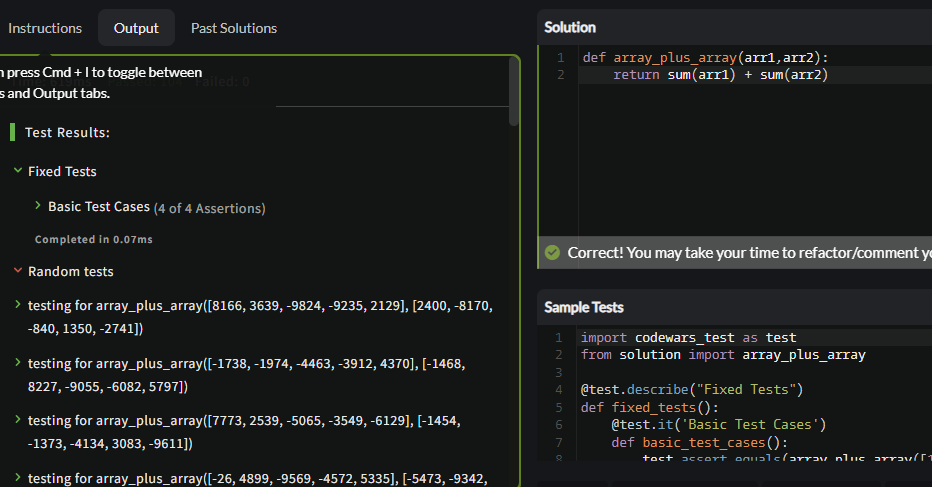 Instructions
Output
Past Solutions
n press Cmd + I to toggle between
s and Output tabs.
Test Results:
Fixed Tests
Basic Test Cases (4 of 4 Assertions)
Completed in 0.07ms
Random tests
testing for array_plus_array([8166, 3639, -9824, -9235, 2129], [2400, -8170,
-840, 1350, -2741])
testing for array_plus_array([-1738, -1974, -4463, -3912, 4370], [-1468,
8227, -9055, -6082, 5797])
testing for array_plus_array([7773, 2539, -5065, -3549, -6129], [-1454,
-1373, -4134, 3083, -9611])
testing for array_plus_array([-26, 4899, -9569, -4572, 5335], [-5473, -9342,
Solution
1 def array_plus_array(arr1,arr2):
2 return sum(arr1) + sum(arr2)
Correct! You may take your time to refactor/comment yo
Sample Tests
1 import codewars_test as test
2 from solution import array_plus_array
3
4 @test.describe("Fixed Tests")
5 def fixed_tests():
6 @test.it('Basic Test Cases')
7 def basic_test_cases():
8 test.assert_equals(array_plus_array([1